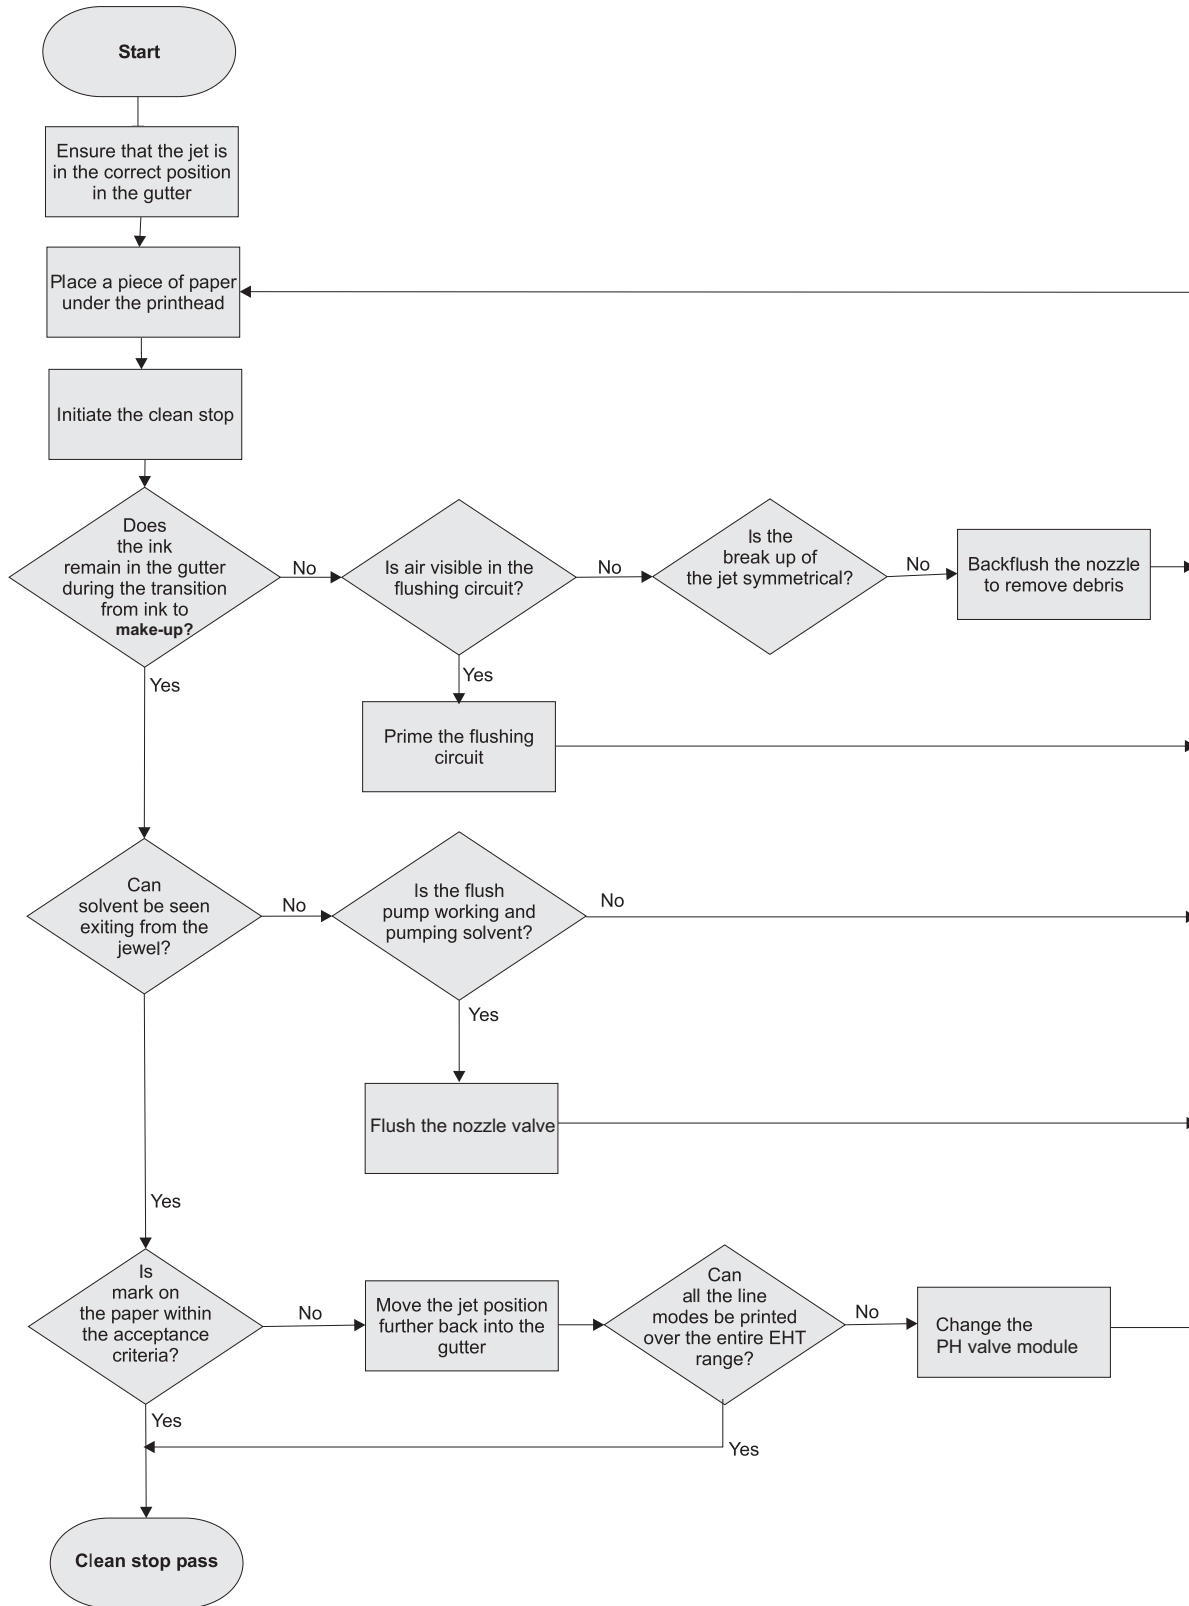 Start
Ensure that the jet is
in the correct position
in the gutter
Place a piece of paper
under the printhead
Initiate the clean stop
Does
the ink
remain in the gutter
during the transition
from ink to
make-up?
No
Is air visible in the
flushing circuit?
No
Is the
break up of
the jet symmetrical?
No
Backflush the nozzle
to remove debris
Yes
Yes
Prime the flushing
circuit
Can
solvent be seen
exiting from the
jewel?
No
Is the flush
pump working and
pumping solvent?
No
Yes
Flush the nozzle valve
Yes
Is
mark on
the paper within
the acceptance
criteria?
No
Move the jet position
further back into the
gutter
Can
all the line
modes be printed
over the entire EHT
range?
No
Change the
PH valve module
Yes
Yes
Clean stop pass